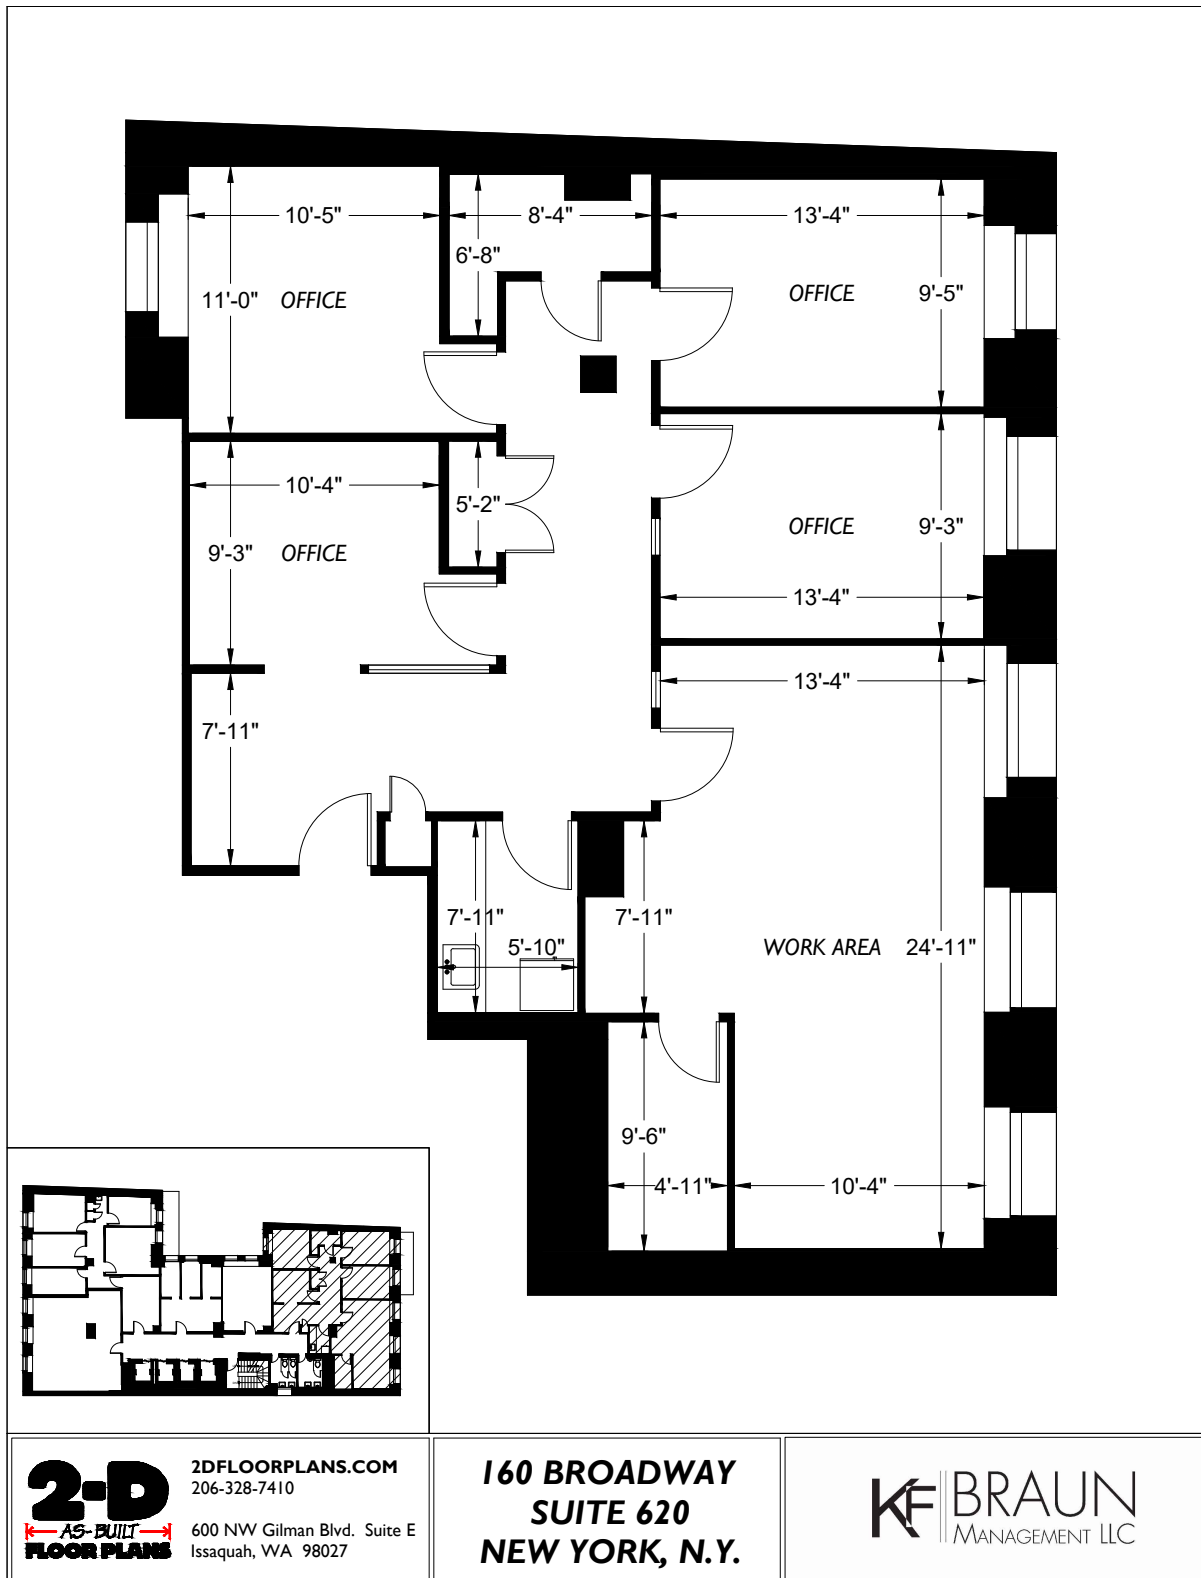 10'-5"
8'-4"
13'-4"
6'-8"
11'-0" OFFICE
OFFICE 9'-5"
10'-4"
5'-2"
9'-3" OFFICE
OFFICE 9'-3"
13'-4"
13'-4"
7'-11"
7'-11"
5'-10"
7'-11"
WORK AREA 24'-11"
9'-6"
4'-11"
10'-4"
2-D
AS-BUILT
FLOOR PLANS
2DFLOORPLANS.COM
206-328-7410
600 NW Gilman Blvd. Suite E
Issaquah, WA 98027
160 BROADWAY
SUITE 620
NEW YORK, N.Y.
KF BRAUN
MANAGEMENT LLC